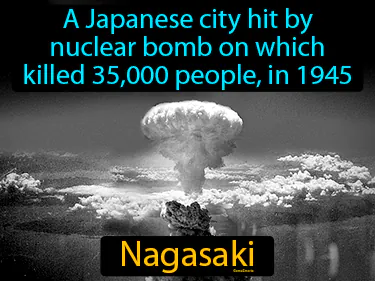 A Japanese city hit by
nuclear bomb on which
killed 35,000 people, in 1945
Nagasaki